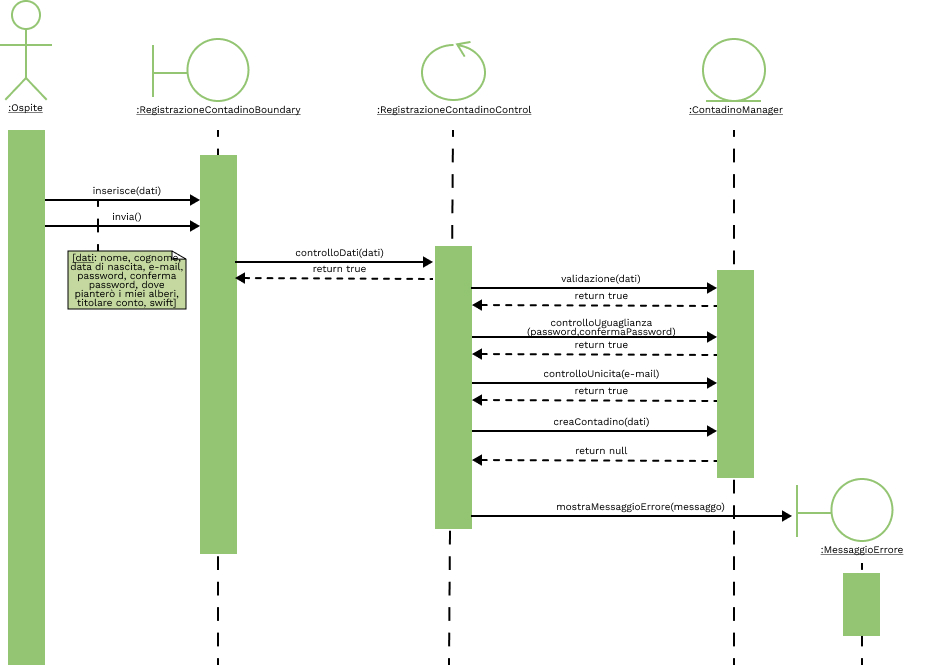 :Ospite
:RegistrazioneContadinoBoundary
:RegistrazioneContadinoControl
:ContadinoManager
inserisce(dati)
invia()
[dati: nome, cognome,
data di nascita, e-mail,
password, conferma
password, dove
pianterò i miei alberi,
titolare conto, swift]
controlloDati(dati)
return true
validazione(dati)
return true
controlloUguaglianza
(password,confermaPassword)
return true
controlloUnicita(e-mail)
return true
creaContadino(dati)
return null
mostraMessaggioErrore(messaggo)
:MessaggioErrore